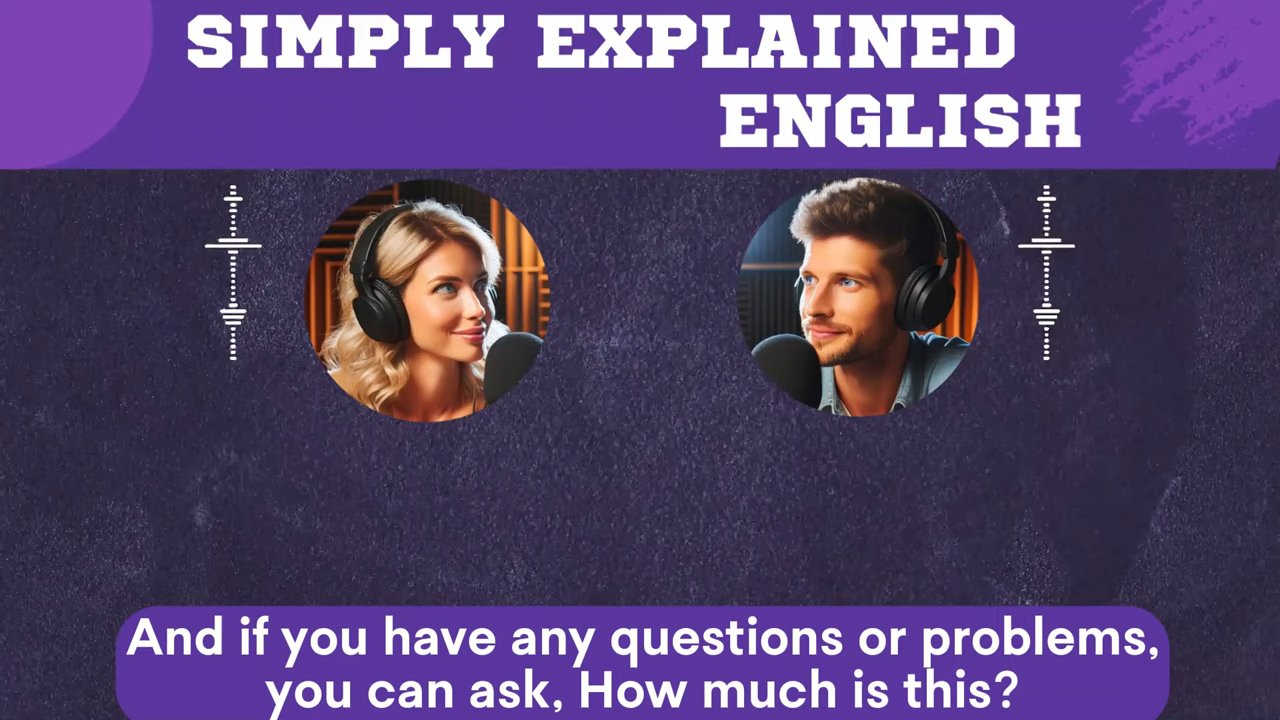 SIMPLY EXPLAINED
ENGLISH
And if you have any questions or problems,
you can ask, How much is this?